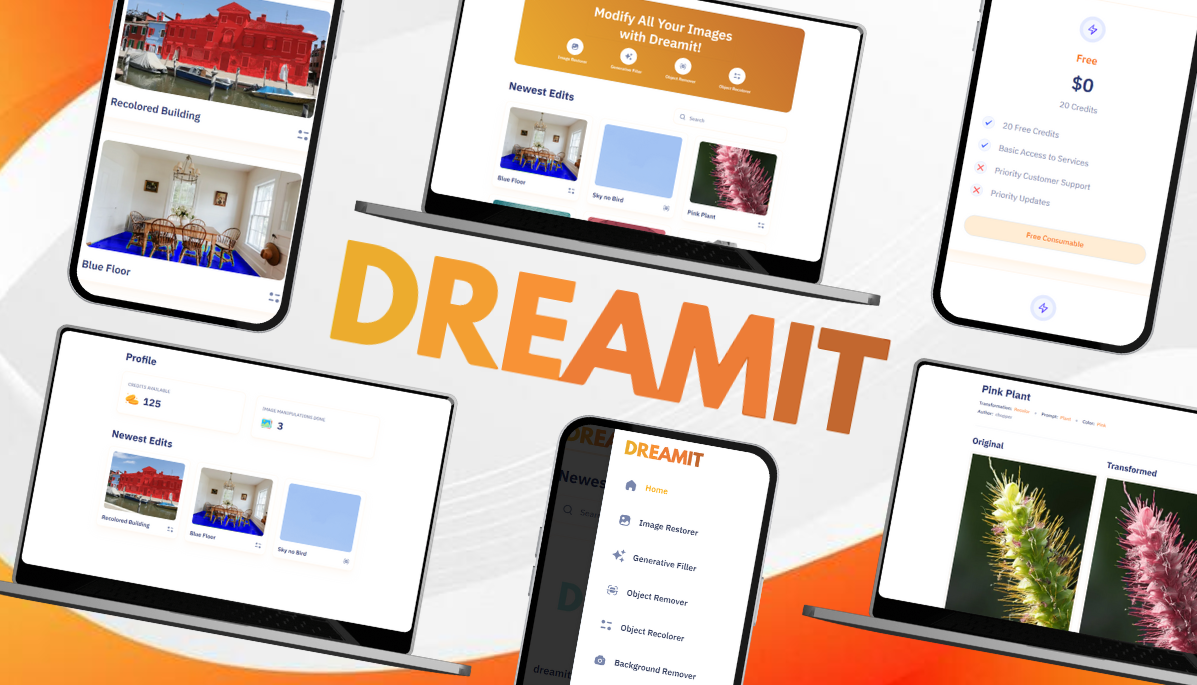 Recolored Building
Blue Floor
Modify All Your Images
with Dreamit!
Image Restorer
Generative Filler
Object Remover
Object Recolorer
Newest Edits
Search
Blue Floor
Sky no Bird
Pink Plant
Free
$0
20 Credits
20 Free Credits
Basic Access to Services
Priority Customer Support
Priority Updates
Free Consumable
DREAMIT
Profile
CREDITS AVAILABLE
125
IMAGE MANIPULATIONS DONE
3
Newest Edits
Recolored Building
Blue Floor
Sky no Bird
DREA
Newes
Sear
D
dreamit
DREAMIT
Home
Image Restorer
Generative Filler
Object Remover
Object Recolorer
Background Remover
Pink Plant
Transformation: Recolor • Prompt: Plant • Color: Pink
Author:
Original
Transformed